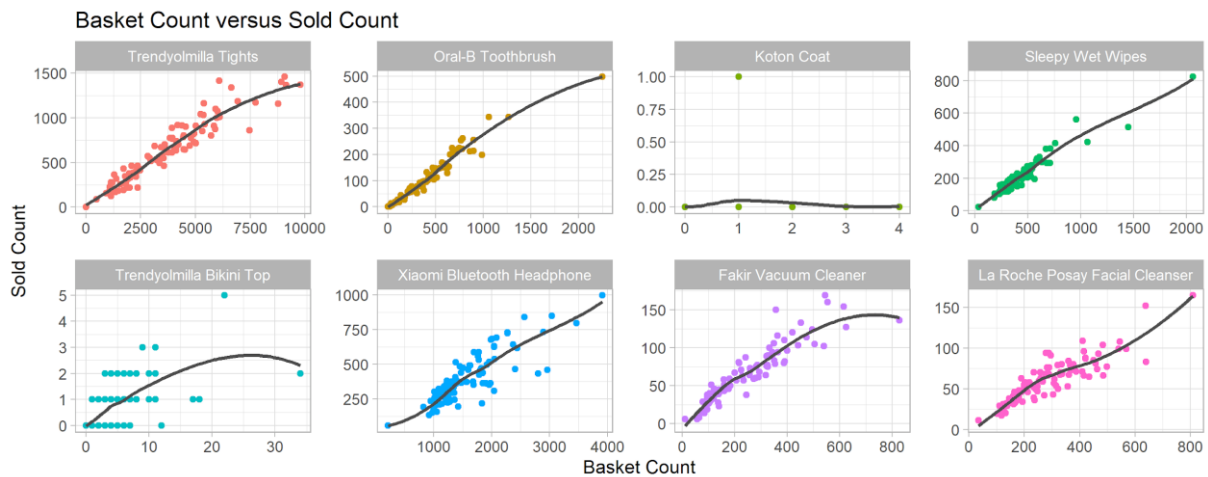 Basket Count versus Sold Count
Trendyolmilla Tights
Oral-B Toothbrush
Koton Coat
Sleepy Wet Wipes
1500
1000
500
0
0 2500 5000 7500 10000
500
400
300
200
100
0
0 500 1000 1500 2000
1.00
0.75
0.50
0.25
0.00
0 1 2 3 4
800
600
400
200
0
0 500 1000 1500 2000
Sold Count
Trendyolmilla Bikini Top
Xiaomi Bluetooth Headphone
Fakir Vacuum Cleaner
La Roche Posay Facial Cleanser
5
4
3
2
1
0
0 10 20 30
1000
750
500
250
0 1000 2000 3000 4000
150
100
50
0
0 200 400 600 800
150
100
50
0
0 200 400 600 800
Basket Count